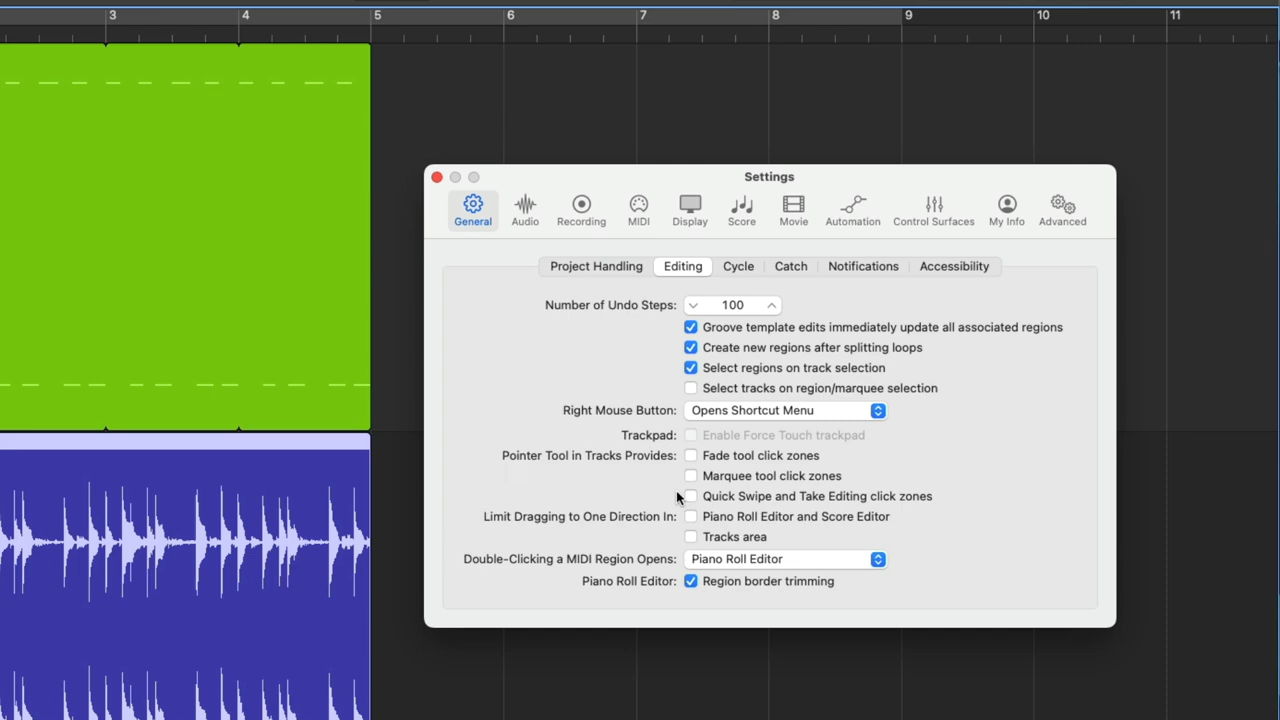 3 4 5 6 7 8 9 10 11
Settings
General Audio Recording MIDI Display Score Movie Automation Control Surfaces My Info Advanced
Project Handling Editing Cycle Catch Notifications Accessibility
Number of Undo Steps: 100
Groove template edits immediately update all associated regions
Create new regions after splitting loops
Select regions on track selection
Select tracks on region/marquee selection
Right Mouse Button: Opens Shortcut Menu
Trackpad: Enable Force Touch trackpad
Pointer Tool in Tracks Provides: Fade tool click zones
Marquee tool click zones
Quick Swipe and Take Editing click zones
Limit Dragging to One Direction In: Piano Roll Editor and Score Editor
Tracks area
Double-Clicking a MIDI Region Opens: Piano Roll Editor
Piano Roll Editor: Region border trimming